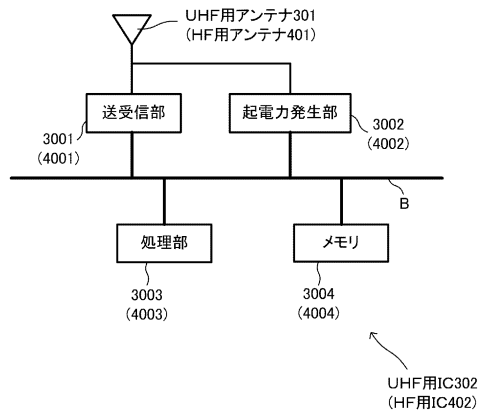 UHF用アンテナ301
(HF用アンテナ401)
送受信部
起電力発生部
3001
(4001)
3002
(4002)
B
処理部
メモリ
3003
(4003)
3004
(4004)
UHF用IC302
(HF用IC402)